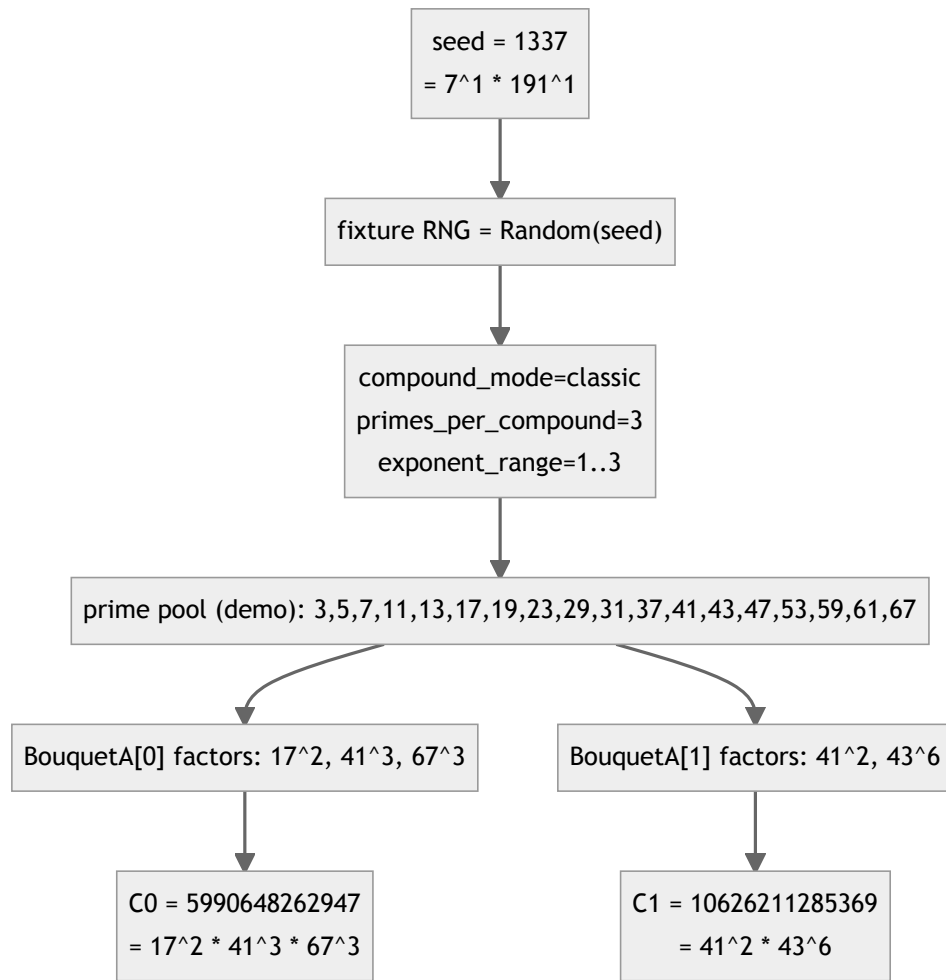 seed = 1337
= 7^1 * 191^1
fixture RNG = Random(seed)
compound_mode=classic
primes_per_compound=3
exponent_range=1..3
prime pool (demo): 3,5,7,11,13,17,19,23,29,31,37,41,43,47,53,59,61,67
BouquetA[0] factors: 17^2, 41^3, 67^3
BouquetA[1] factors: 41^2, 43^6
C0 = 5990648262947
= 17^2 * 41^3 * 67^3
C1 = 10626211285369
= 41^2 * 43^6